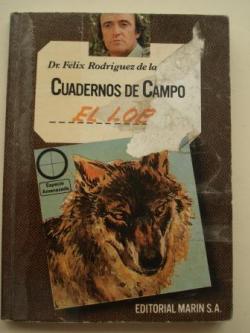 Dr. Félix Rodríguez de la
CUADERNOS DE CAMPO
EL LOB
Especie
Amenazada
EDITORIAL MARIN S.A.